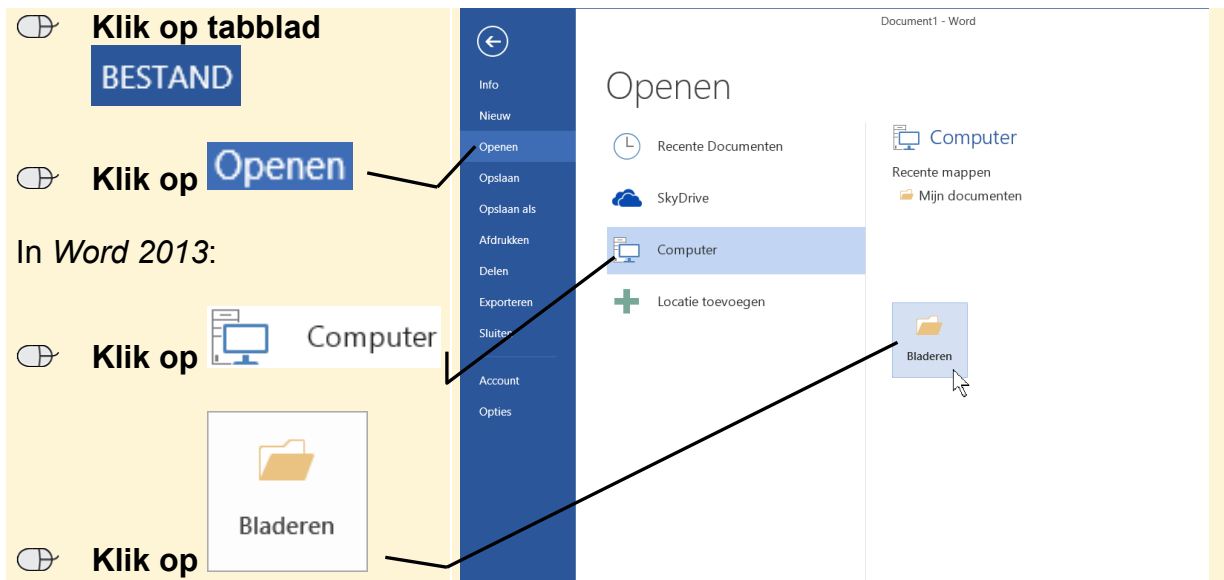 Klik op tabblad
BESTAND
Klik op Openen
In Word 2013:
Klik op Computer
Klik op Bladeren
Document1 - Word
Info
Nieuw
Openen
Opslaan
Opslaan als
Afdrukken
Delen
Exporteren
Sluiten
Account
Opties
Openen
Recente Documenten
SkyDrive
Computer
Locatie toevoegen
Computer
Recente mappen
Mijn documenten
Bladeren